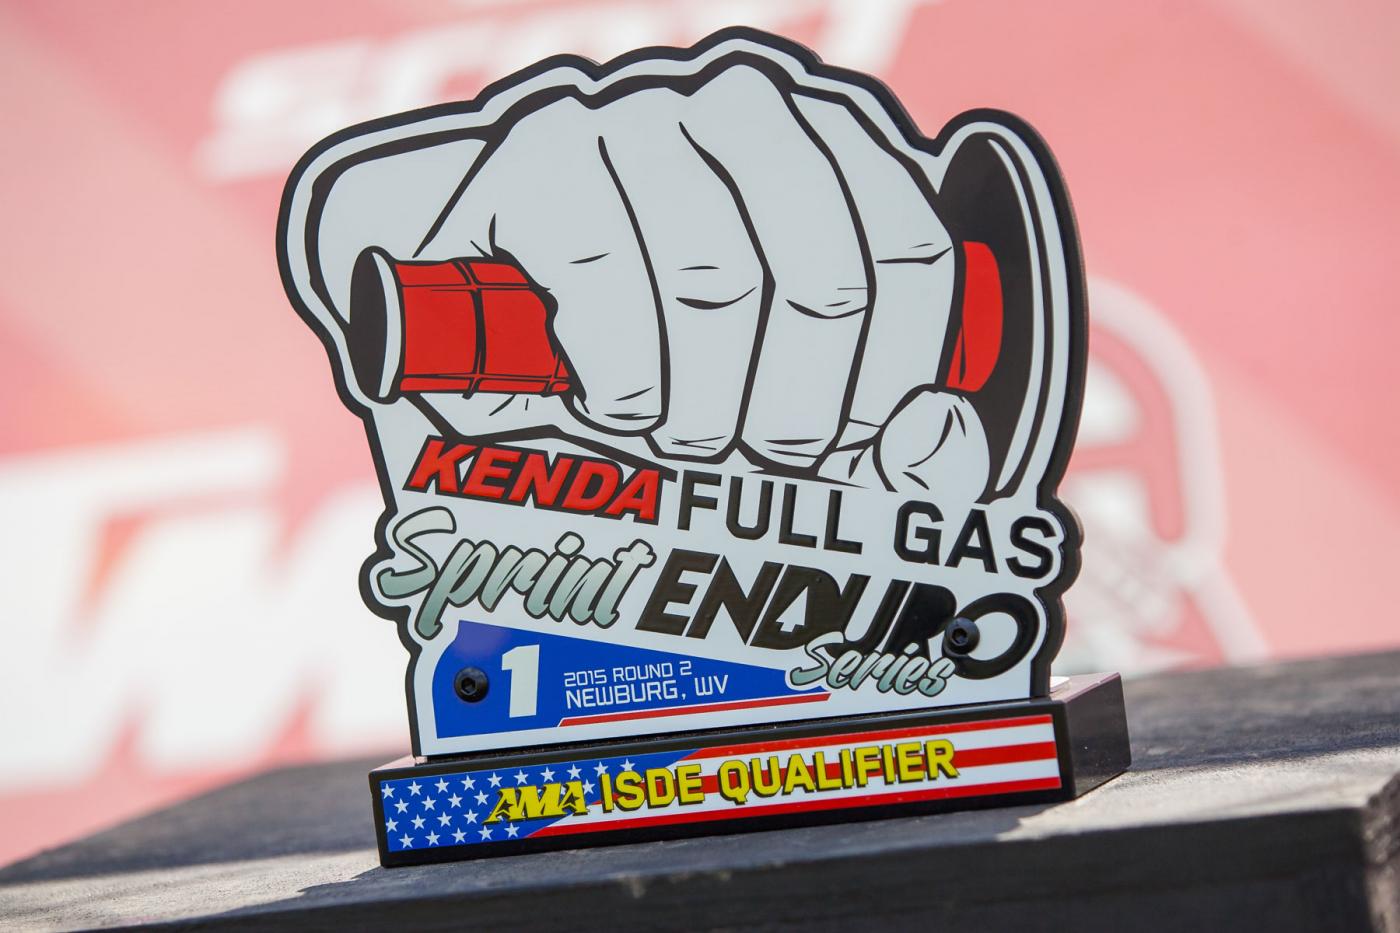 KENDA FULL GAS
Sprint ENDURO
Series
1
2015 ROUND 2
NEWBURG, WV
AMA ISDE QUALIFIER